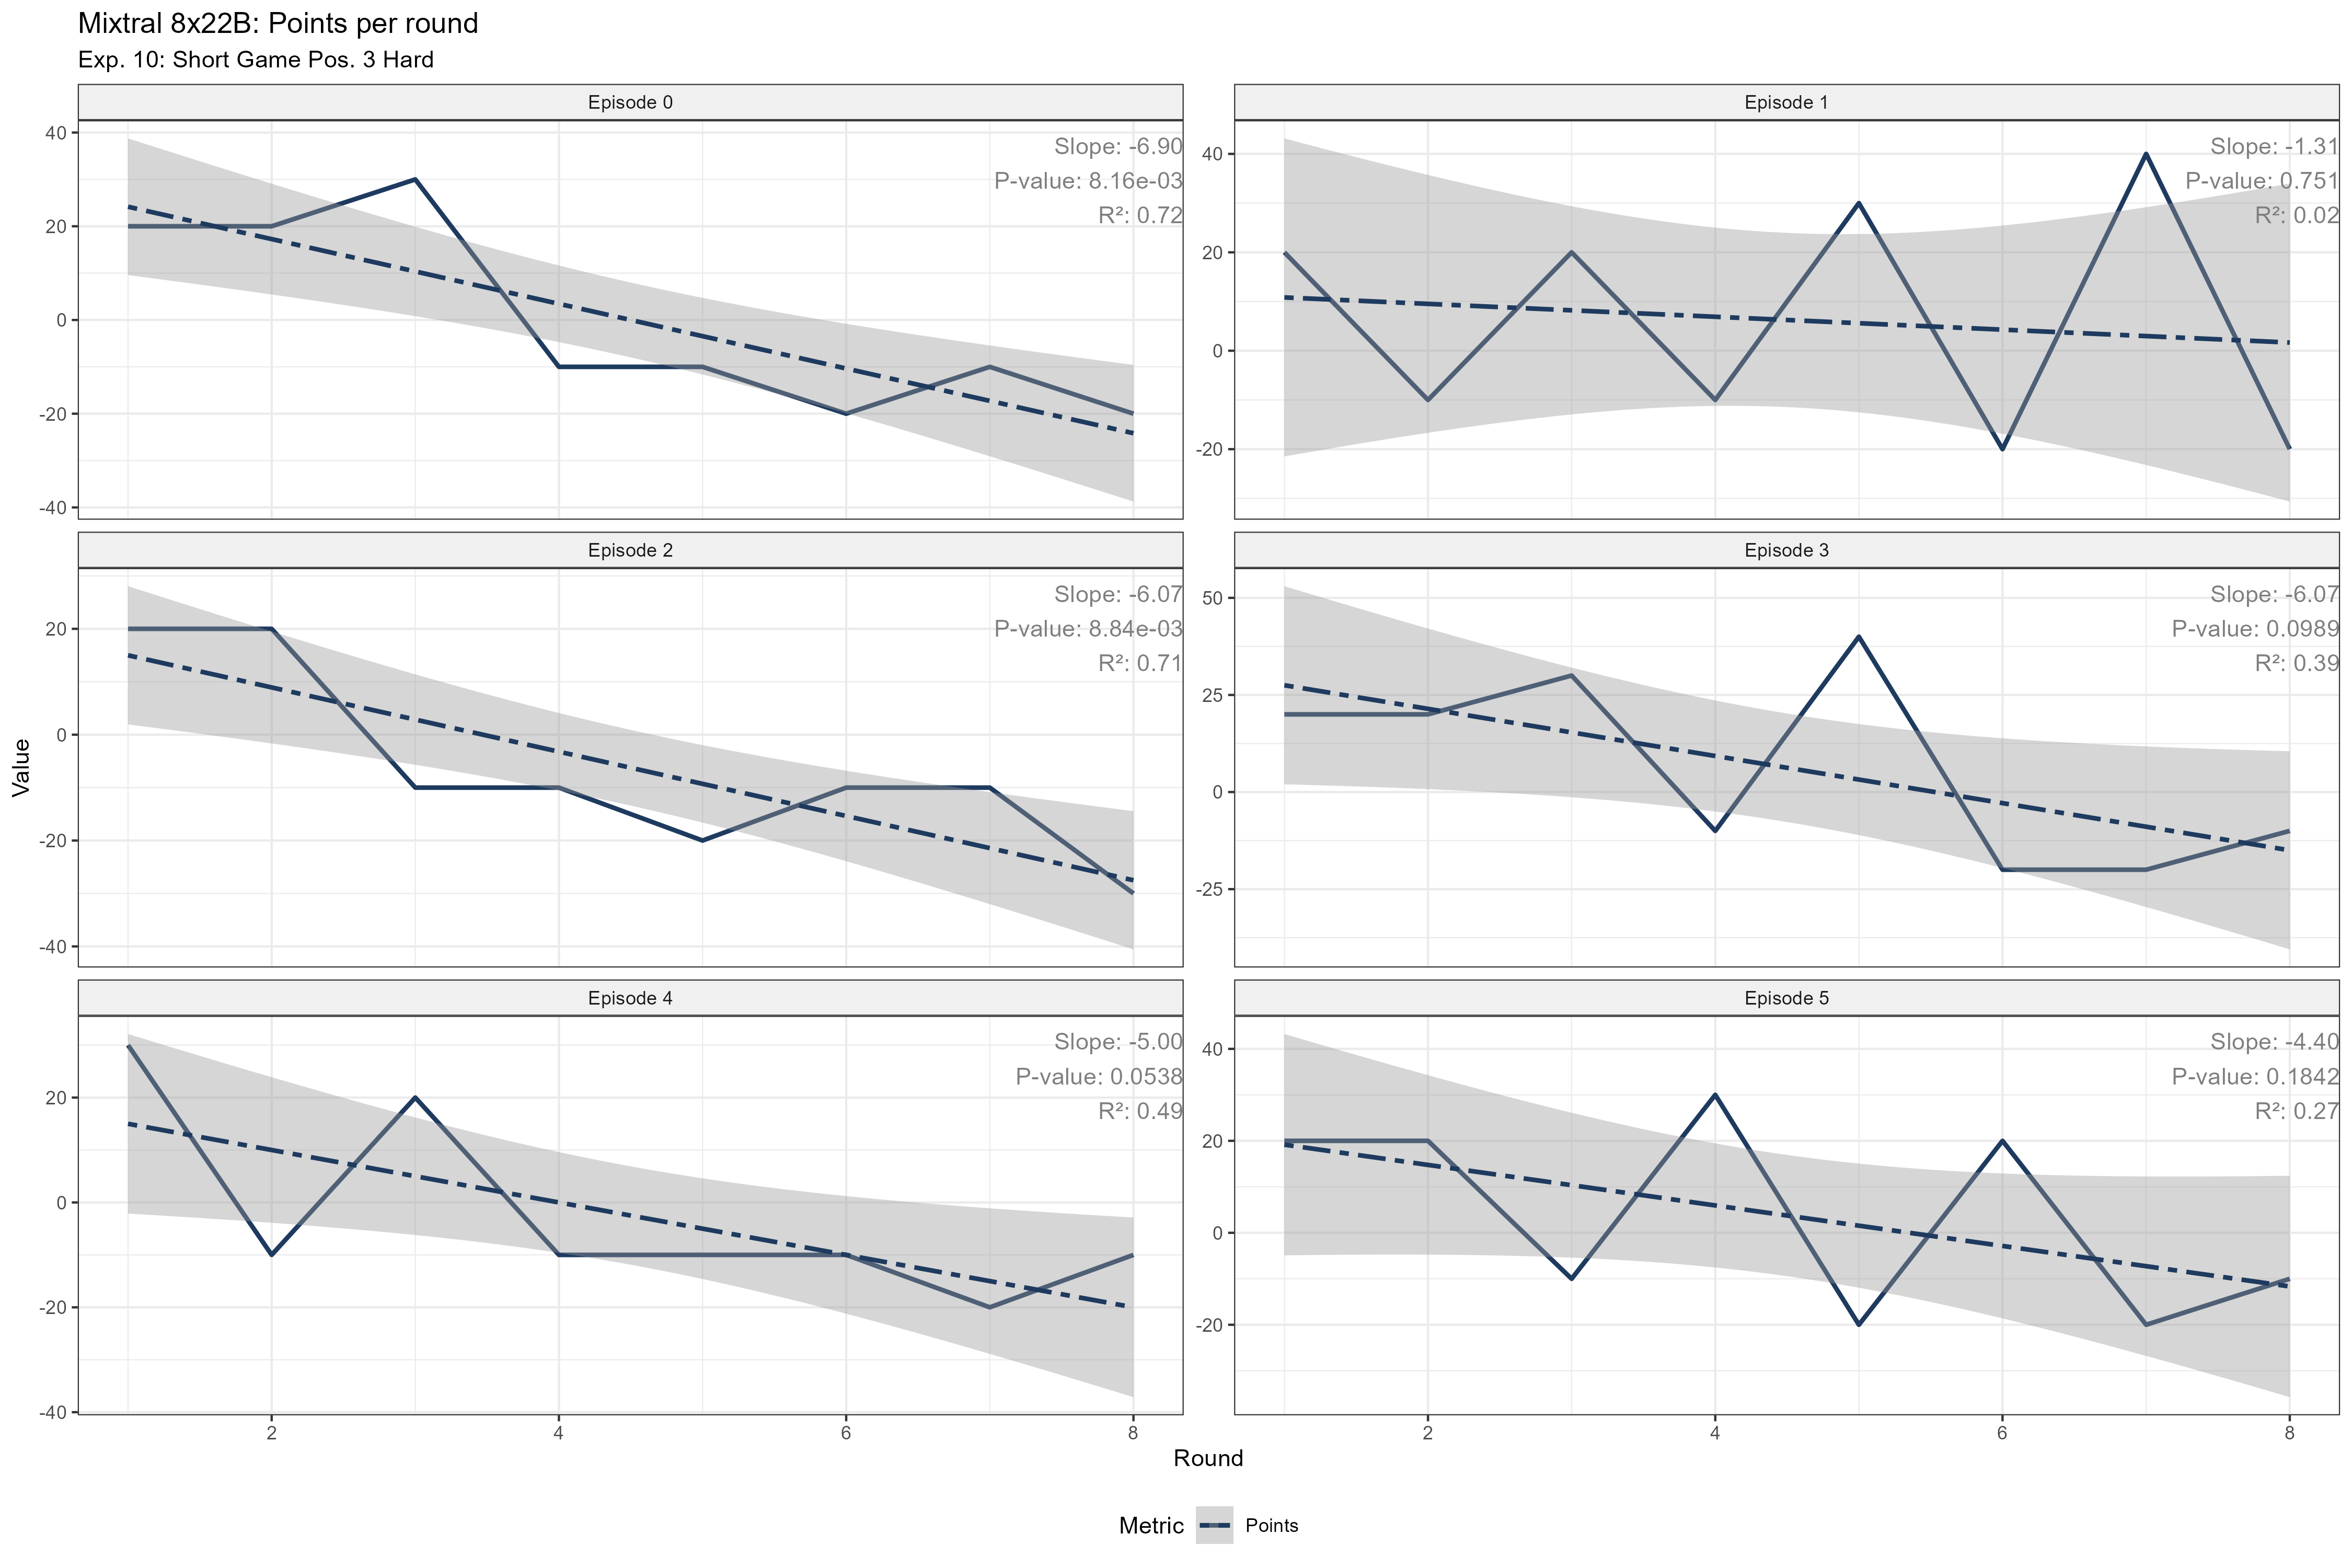 Mixtral 8x22B: Points per round
Exp. 10: Short Game Pos. 3 Hard
Episode 0
40
20
0
-20
-40
Slope: -6.90
P-value: 8.16e-03
R²: 0.72
Episode 1
40
20
0
-20
Slope: -1.31
P-value: 0.751
R²: 0.02
Episode 2
20
0
-20
-40
Slope: -6.07
P-value: 8.84e-03
R²: 0.71
Episode 3
50
25
0
-25
Slope: -6.07
P-value: 0.0989
R²: 0.39
Episode 4
20
0
-20
-40
Slope: -5.00
P-value: 0.0538
R²: 0.49
Episode 5
40
20
0
-20
Slope: -4.40
P-value: 0.1842
R²: 0.27
2 4 6 8
2 4 6 8
Value
Round
Metric Points